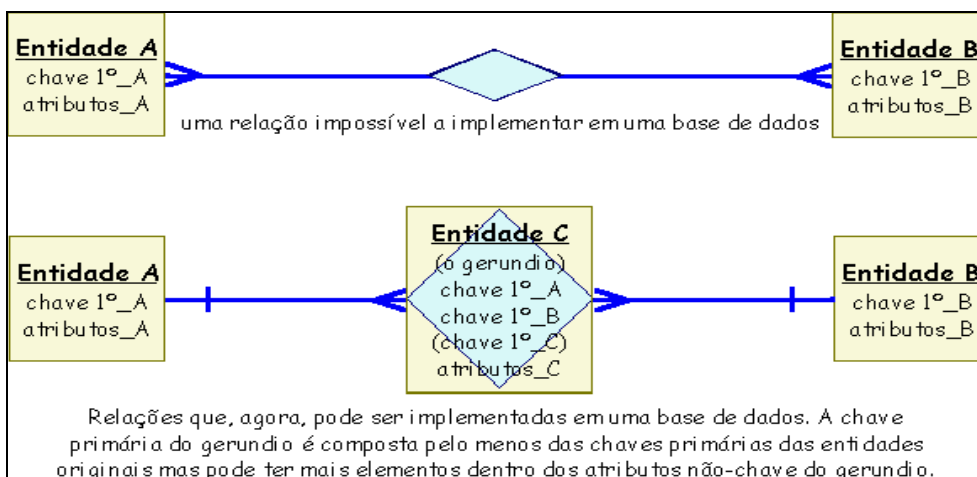 Entidade A
chave 1º_A
atributos_A
Entidade B
chave 1º_B
atributos_B
uma relação impossível a implementar em uma base de dados
Entidade A
chave 1º_A
atributos_A
Entidade C
(o gerundio)
chave 1º_A
chave 1º_B
(chave 1º_C)
atributos_C
Entidade B
chave 1º_B
atributos_B
Relações que, agora, pode ser implementadas em uma base de dados. A chave
primária do gerundio é composta pelo menos das chaves primárias das entidades
originais mas pode ter mais elementos dentro dos atributos não-chave do gerundio.